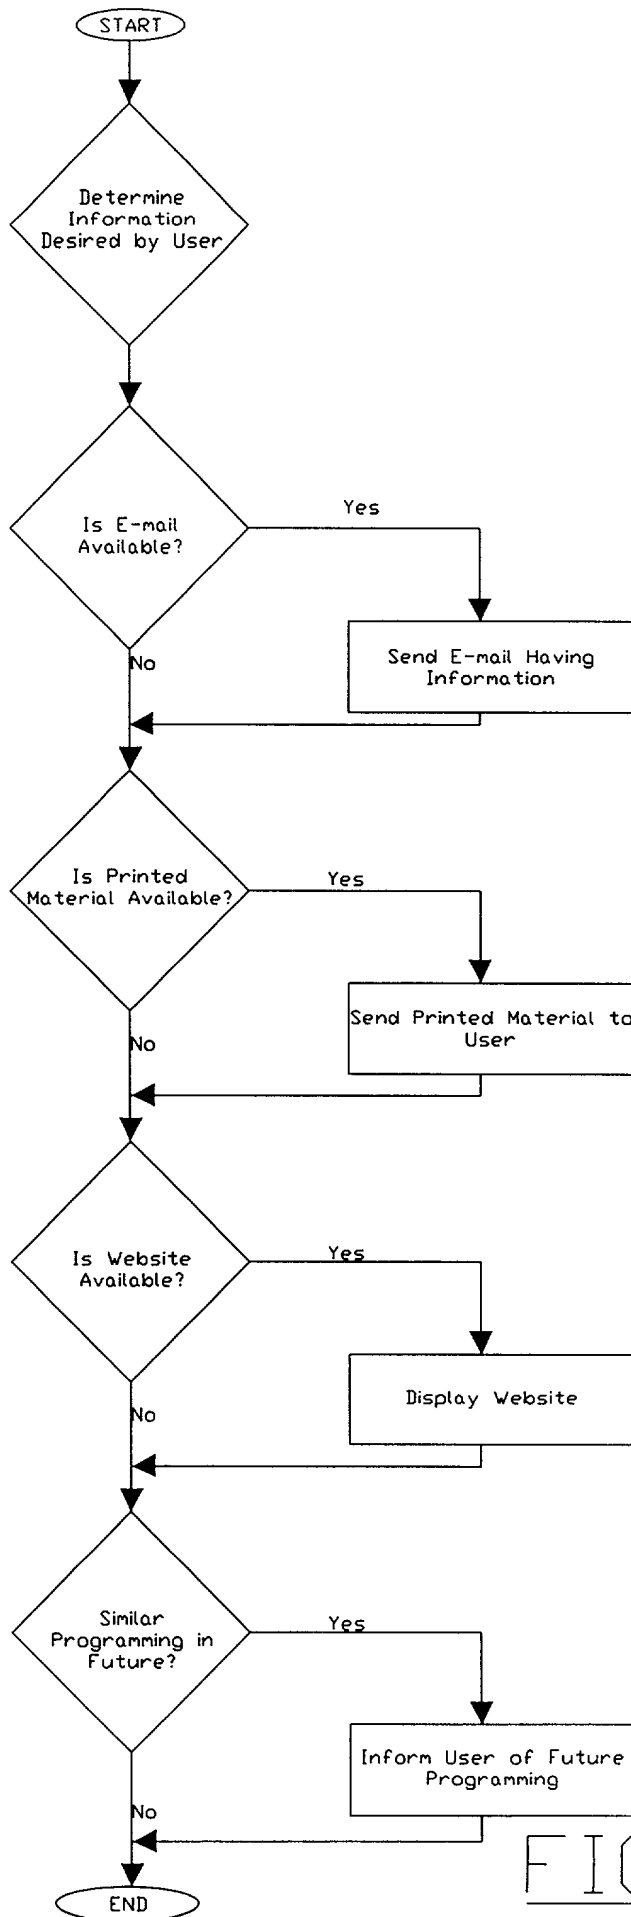 START
Determine
Information
Desired by User
Is E-mail
Available?
Yes
No
Send E-mail Having
Information
Is Printed
Material Available?
Yes
No
Send Printed Material to
User
Is Website
Available?
Yes
No
Display Website
Similar
Programming in
Future?
Yes
No
Inform User of Future
Programming
END